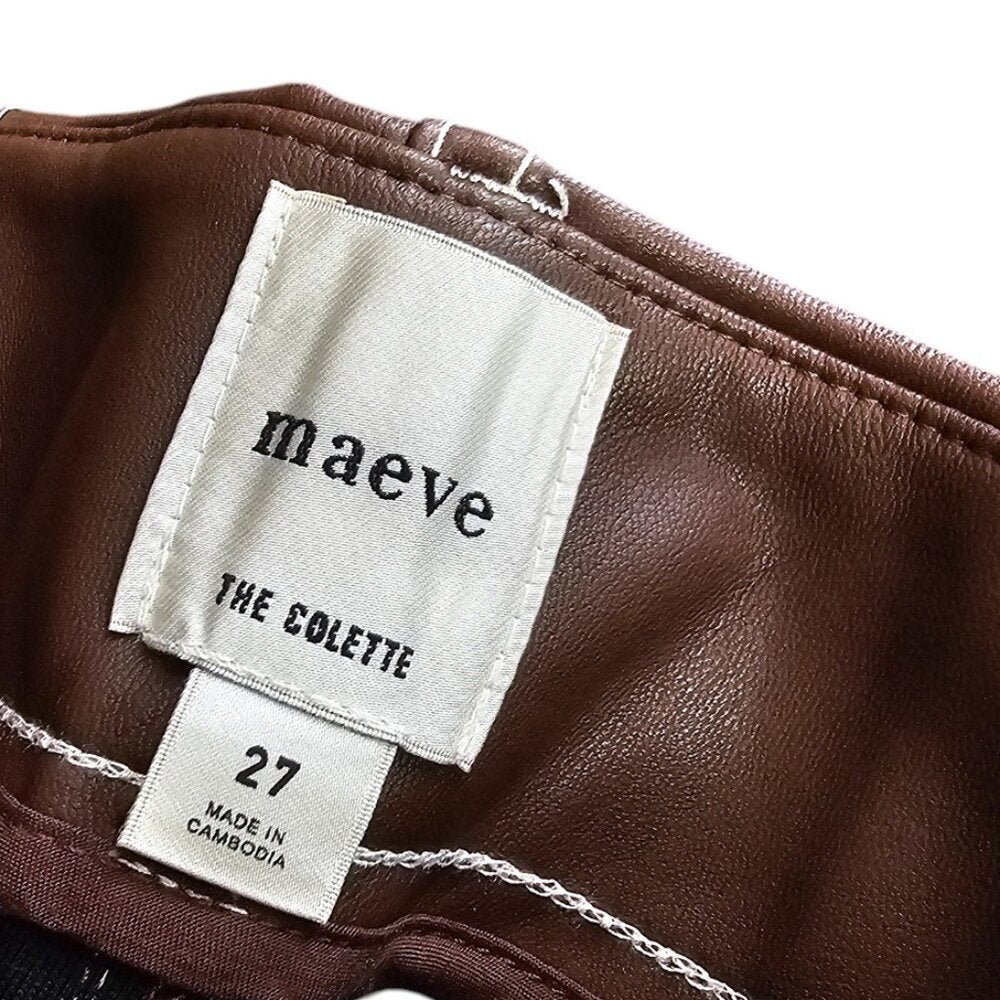 maeve
THE COLETTE
27
MADE IN
CAMBODIA